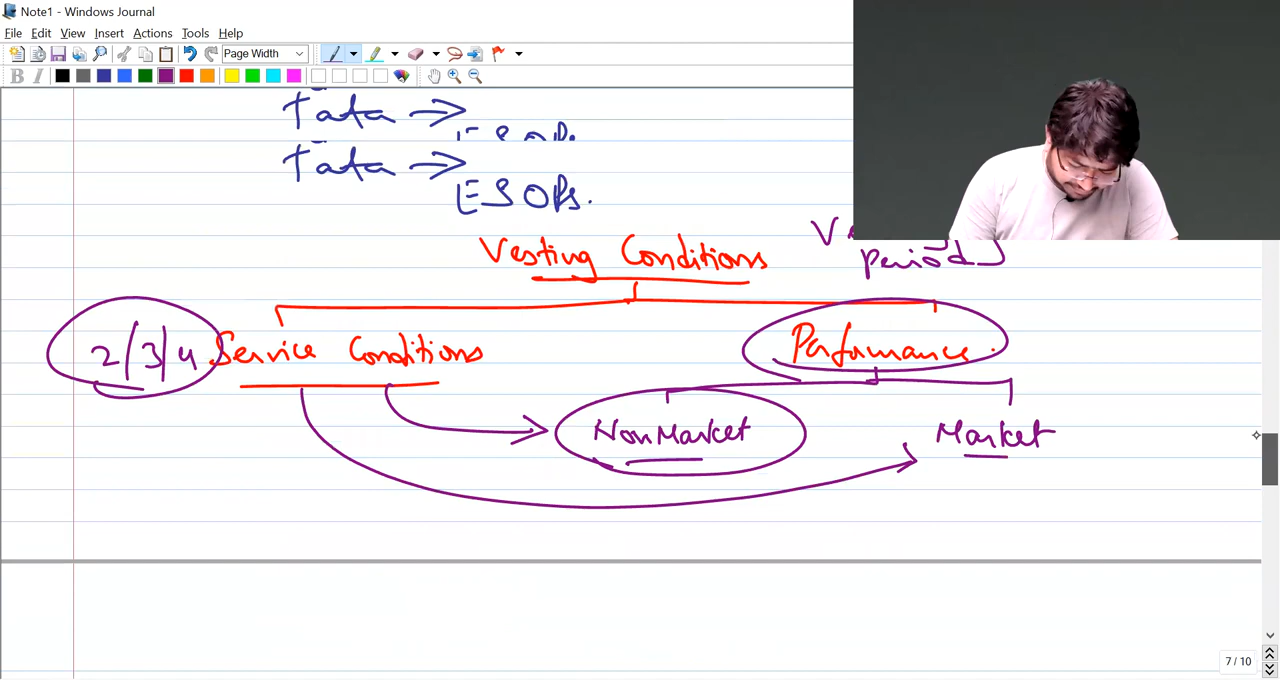 Note1 - Windows Journal
File Edit View Insert Actions Tools Help
Page Width
B I
Tata →
Tata →
ESOPs.
Vesting Conditions
period
2/3/4 Service Conditions
Performance.
NonMarket
Market
7 / 10